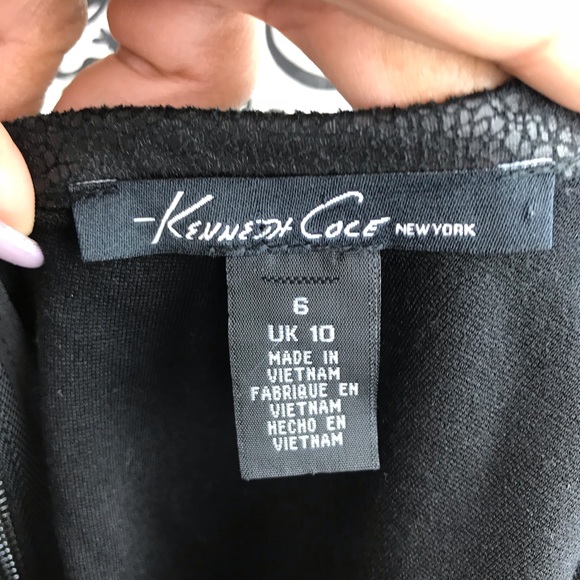 Kenneth Cole NEW YORK
6
UK 10
MADE IN
VIETNAM
FABRIQUE EN
VIETNAM
HECHO EN
VIETNAM